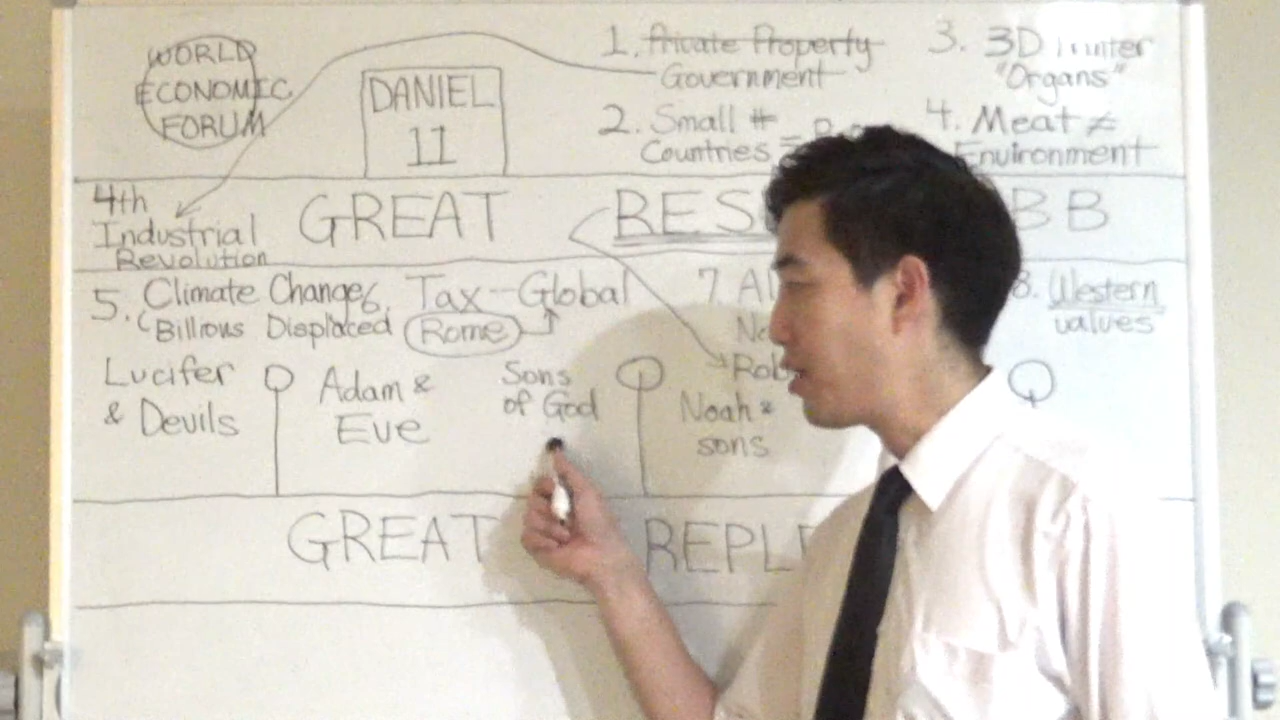 WORLD
ECONOMIC
FORUM
DANIEL
11
1. Private Property
Government
2. Small #
Countries =
3. 3D Printer
"Organs"
4. Meat ≠
Environment
4th
Industrial
Revolution
GREAT
BB
5. Climate Change
(Billions Displaced
6. Tax - Global
Rome
7.
8. Western
values"
Lucifer
& Devils
Adam &
Eve
Sons
of God
Noah &
sons
GREAT